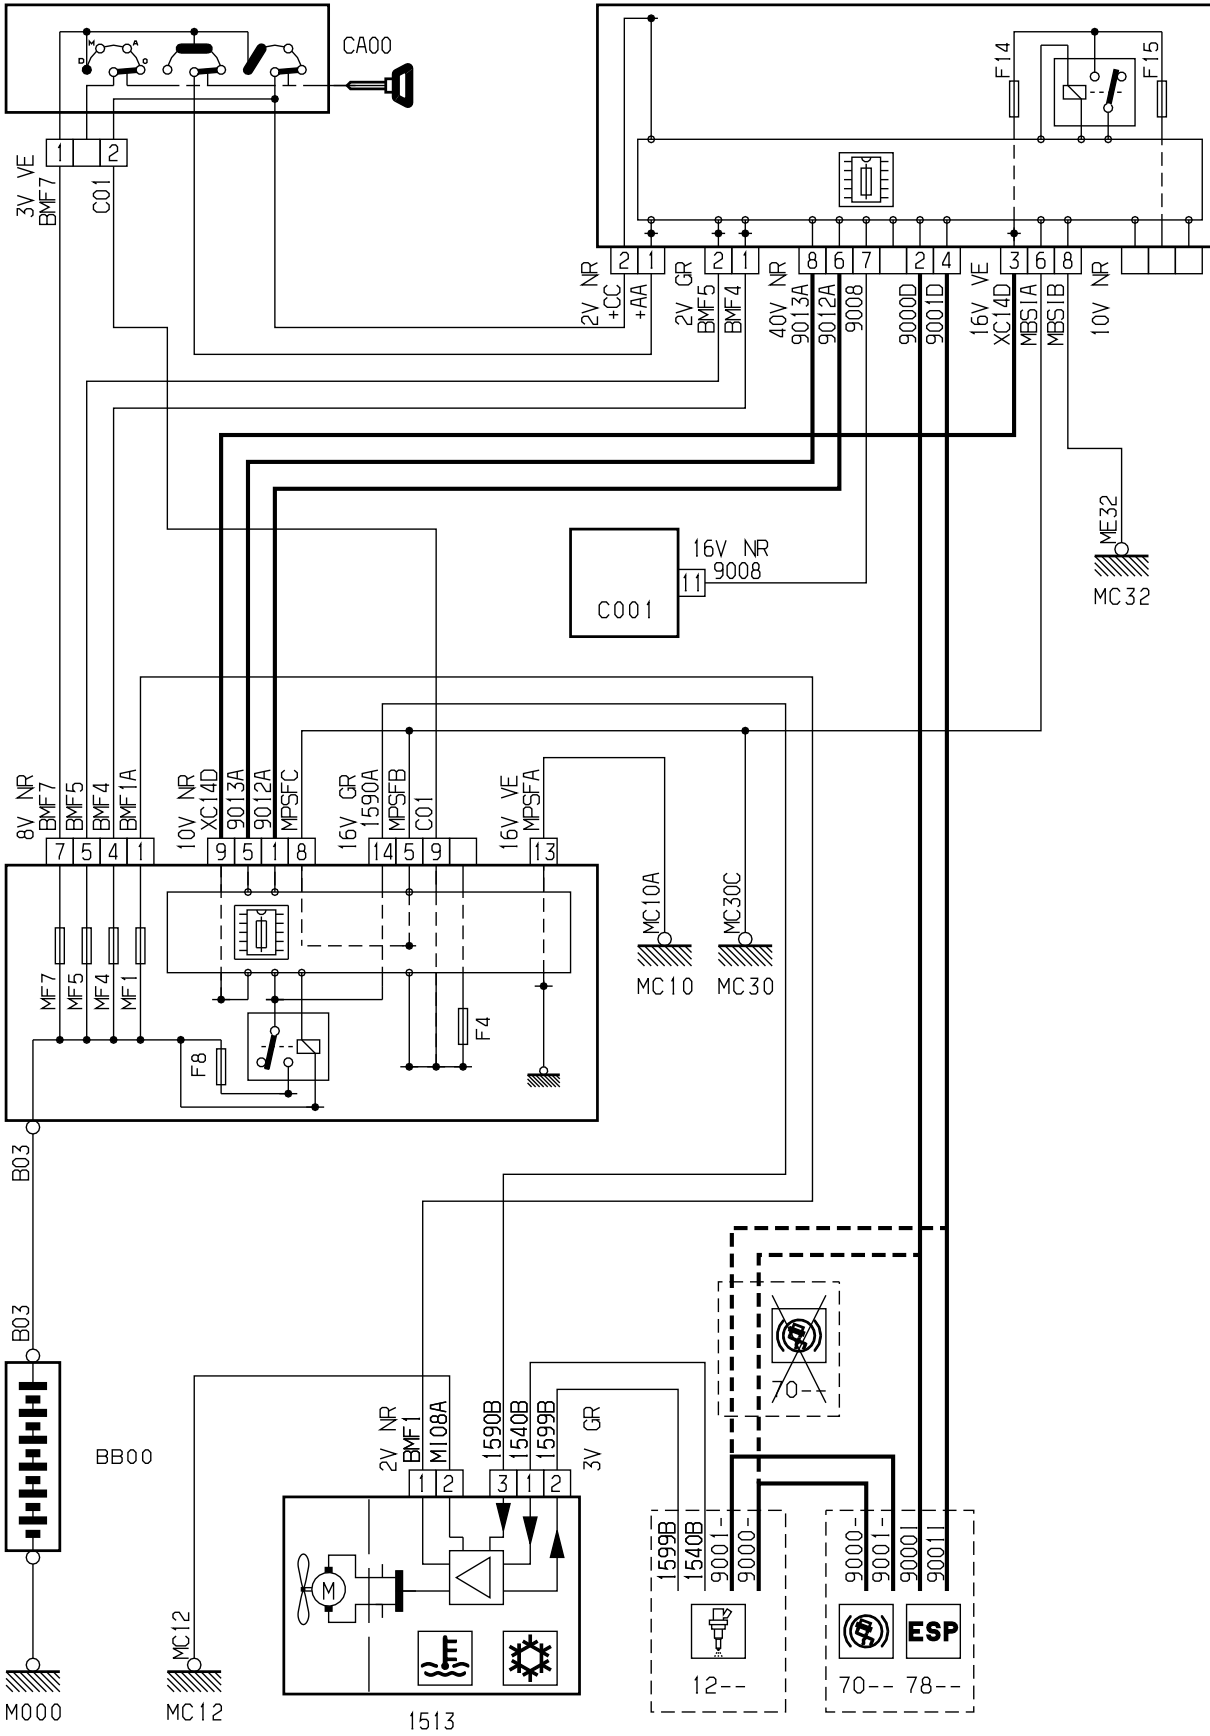 CA00
M
A
D
O
1
2
3V VE
BMF7
C01
F14
F15
2
1
2
1
8
6
7
2
4
3
6
8
2V NR
+CC
+AA
2V GR
BMF5
BMF4
40V NR
9013A
9012A
9008
9000D
9001D
16V VE
XC14D
MBSIA
MBSIB
10V NR
ME32
MC32
16V NR
9008
11
C001
8V NR
BMF7
BMF5
BMF4
BMF1A
10V NR
XC14D
9013A
9012A
MPSFC
16V GR
1590A
MPSFB
C01
16V VE
MPSFA
7
5
4
1
9
5
1
8
14
5
9
13
MC10A
MC30C
MC10
MC30
MF7
MF5
MF4
MF1
F8
F4
B03
B03
BB00
M000
70--
2V NR
BMF1
M108A
1590B
1540B
1599B
3V GR
1
2
3
1
2
MC12
MC12
M
1513
1599B
1540B
9001-
9000-
12--
9000-
9001-
9000I
9001I
ESP
70--
78--